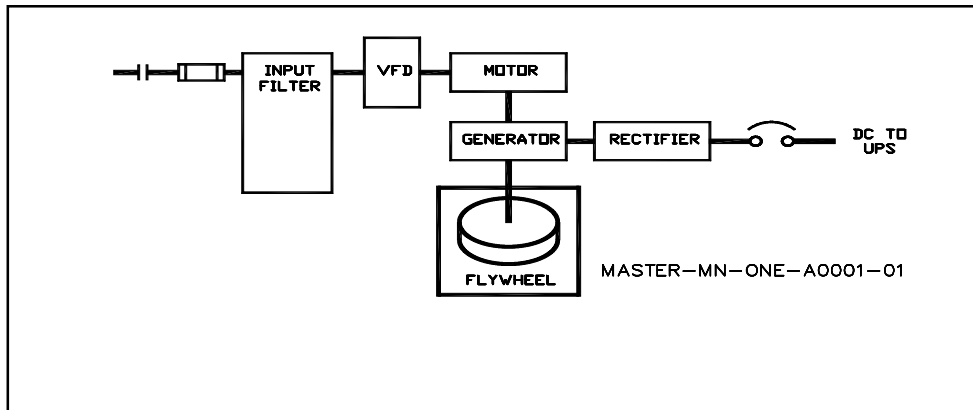 INPUT
FILTER
VFD
MOTOR
GENERATOR
RECTIFIER
DC TO
UPS
FLYWHEEL
MASTER-MN-ONE-A0001-01